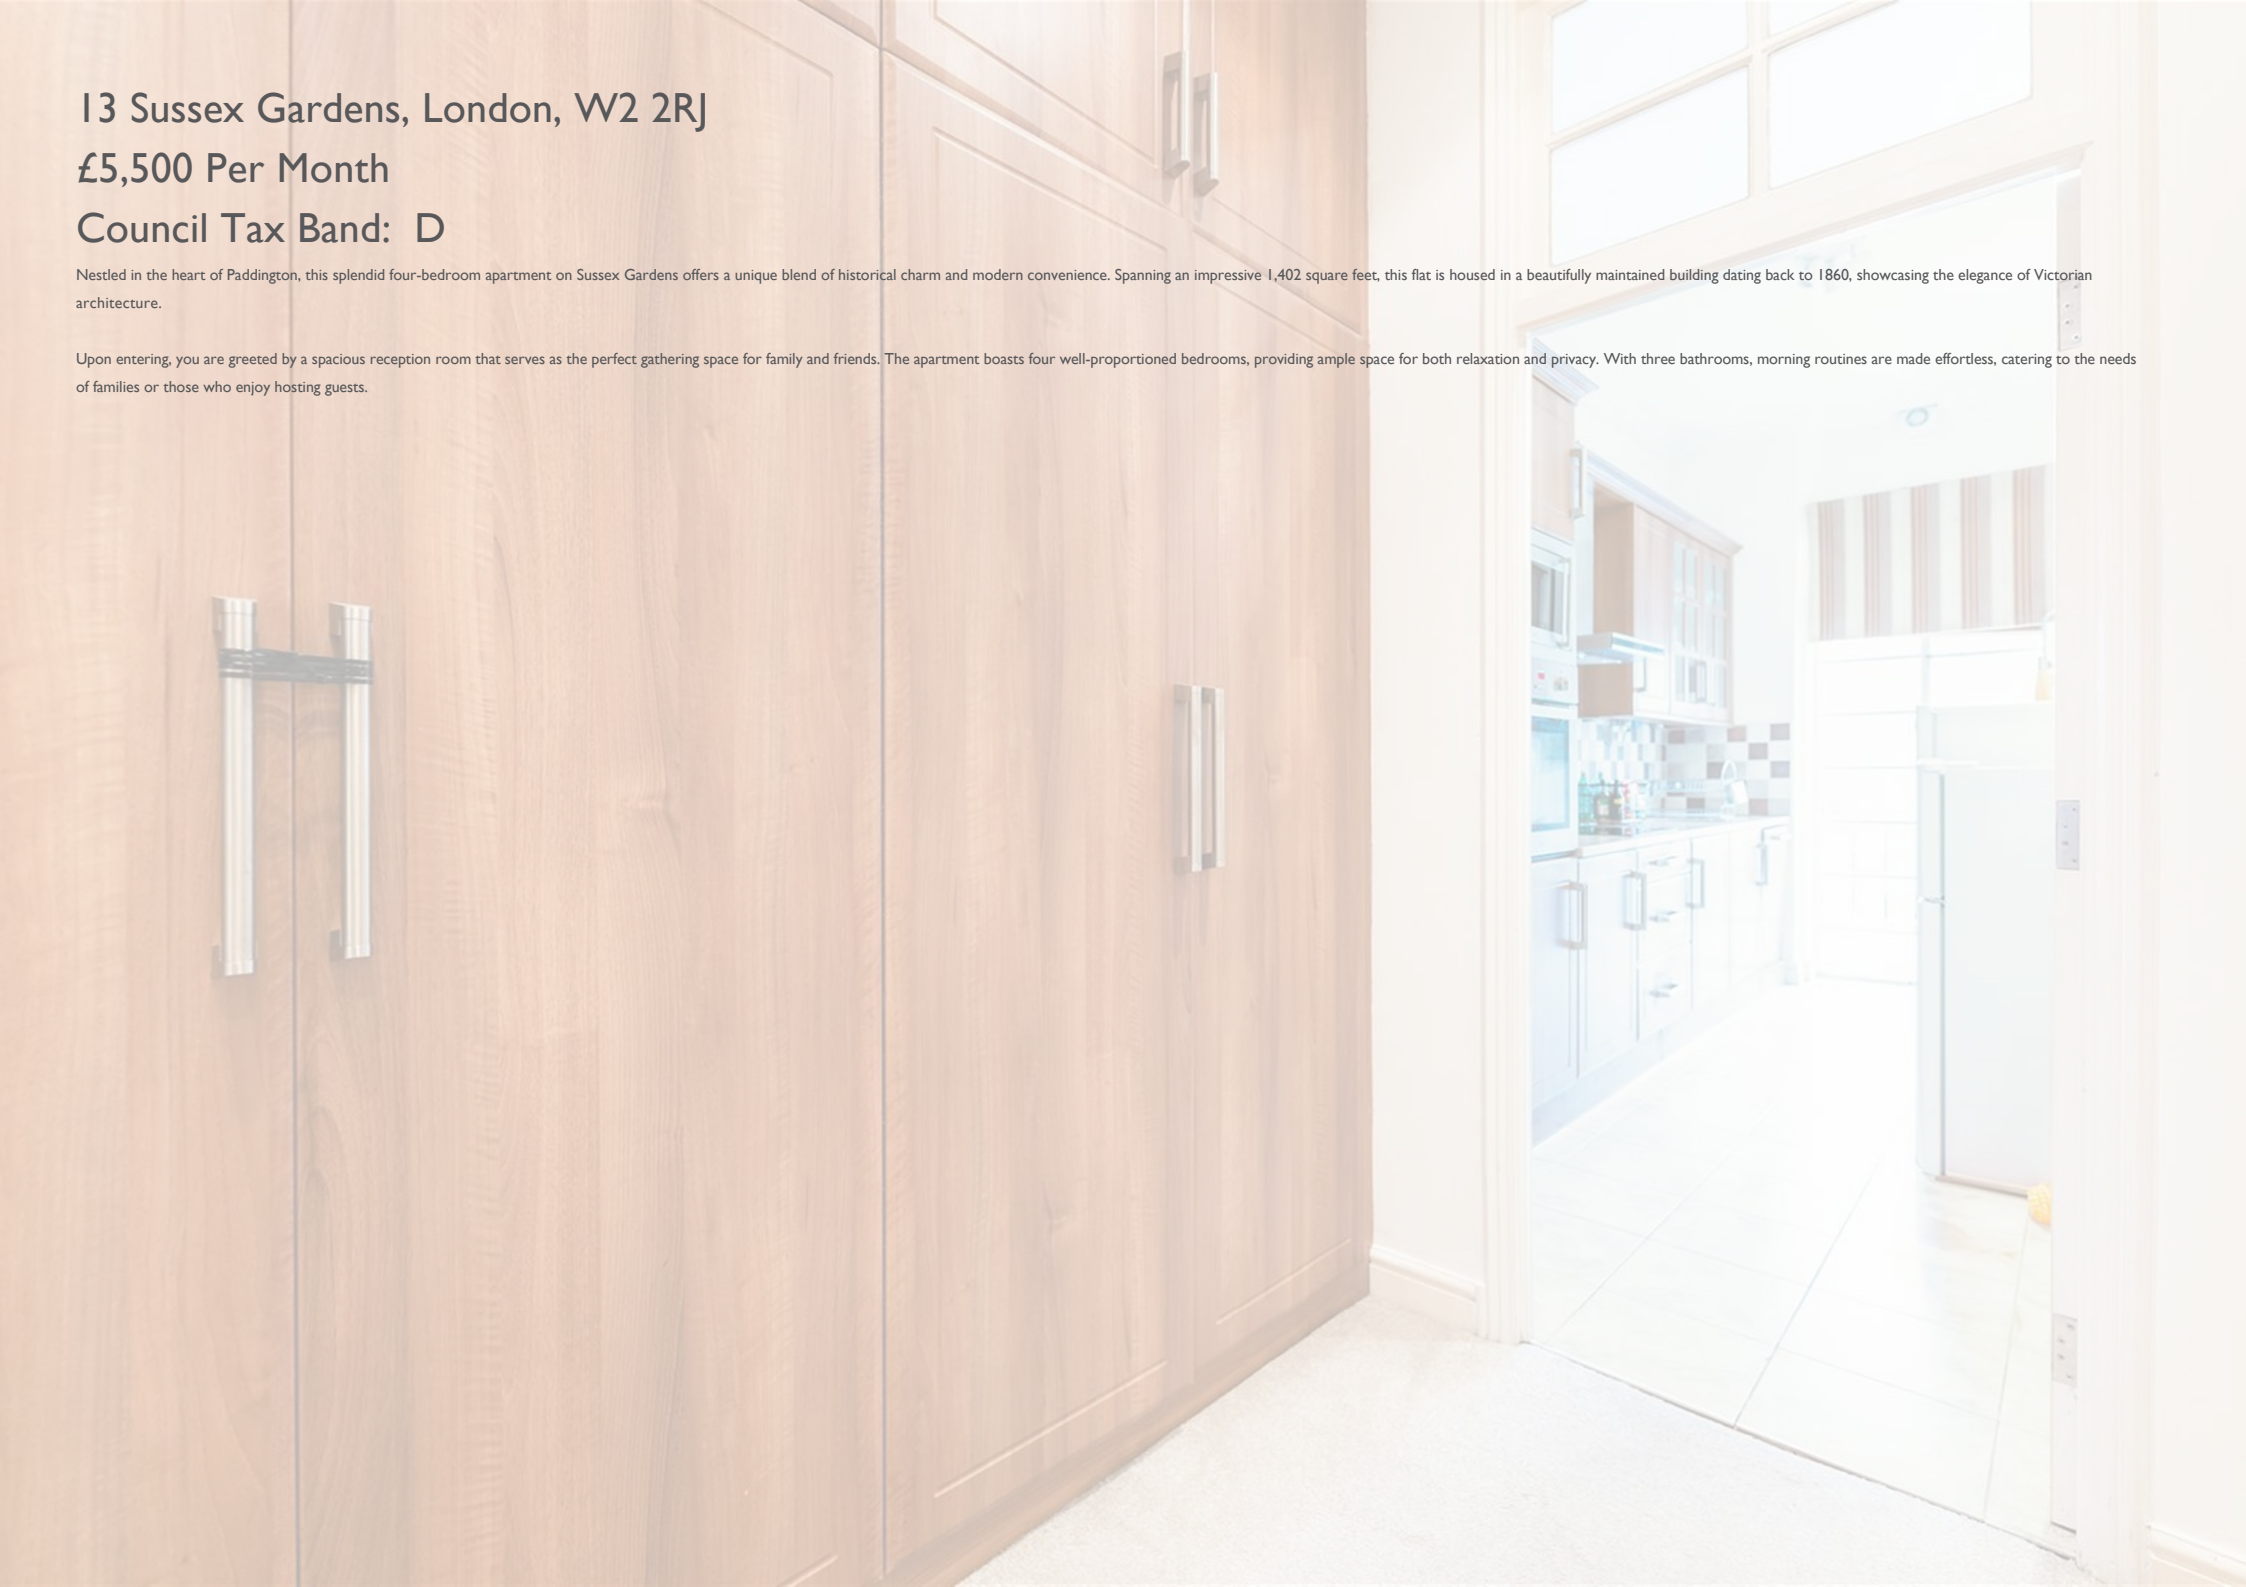 13 Sussex Gardens, London, W2 2RJ
£5,500 Per Month
Council Tax Band:  D
Nestled in the heart of Paddington, this splendid four-bedroom apartment on Sussex Gardens offers a unique blend of historical charm and modern convenience. Spanning an impressive 1,402 square feet, this flat is housed in a beautifully maintained building dating back to 1860, showcasing the elegance of Victorian
architecture.
Upon entering, you are greeted by a spacious reception room that serves as the perfect gathering space for family and friends. The apartment boasts four well-proportioned bedrooms, providing ample space for both relaxation and privacy. With three bathrooms, morning routines are made effortless, catering to the needs
of families or those who enjoy hosting guests.